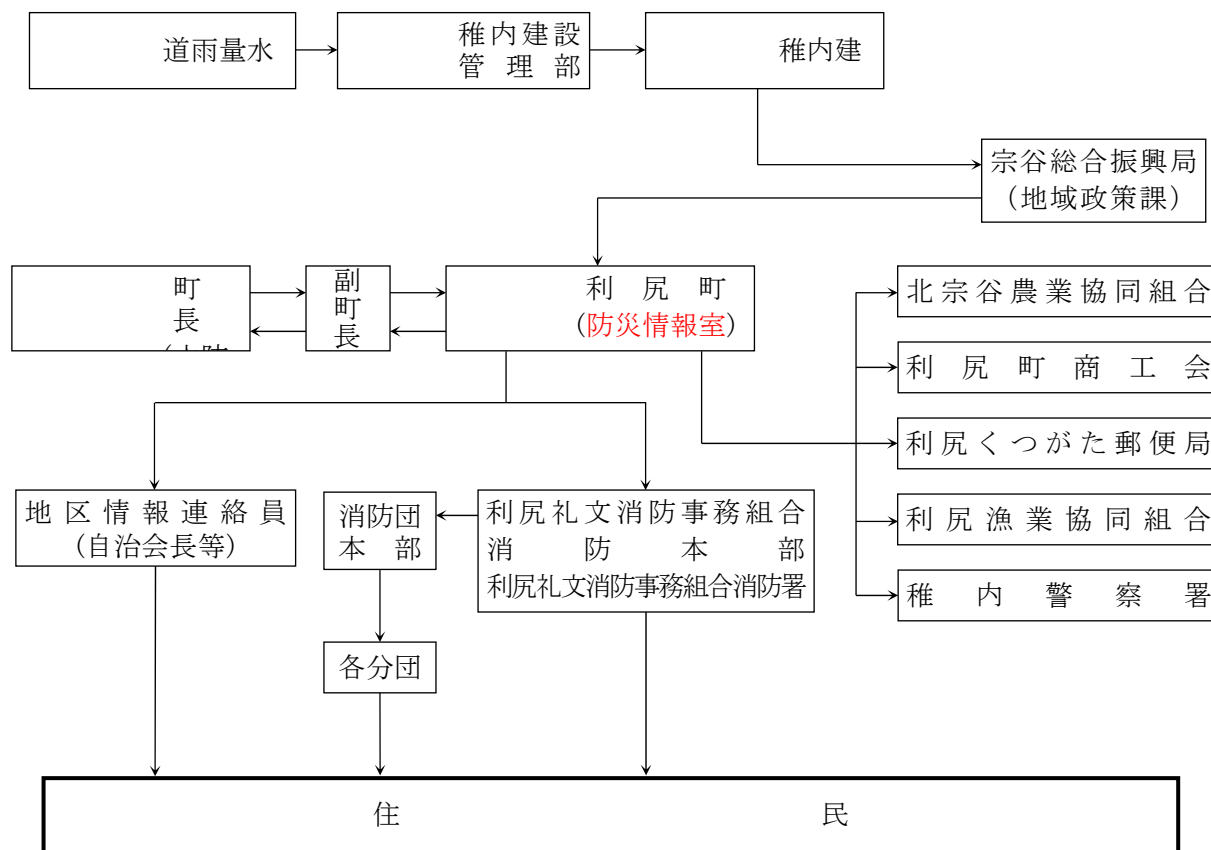 道雨量水
稚内建設
管理部
稚内建
宗谷総合振興局
（地域政策課）
町
長
副
町
長
利尻町
(防災情報室)
北宗谷農業協同組合
利尻町商工会
利尻くつがた郵便局
利尻漁業協同組合
稚内警察署
地区情報連絡員
(自治会長等)
消防団
本部
利尻礼文消防事務組合
消防本部
利尻礼文消防事務組合消防署
各分団
住民